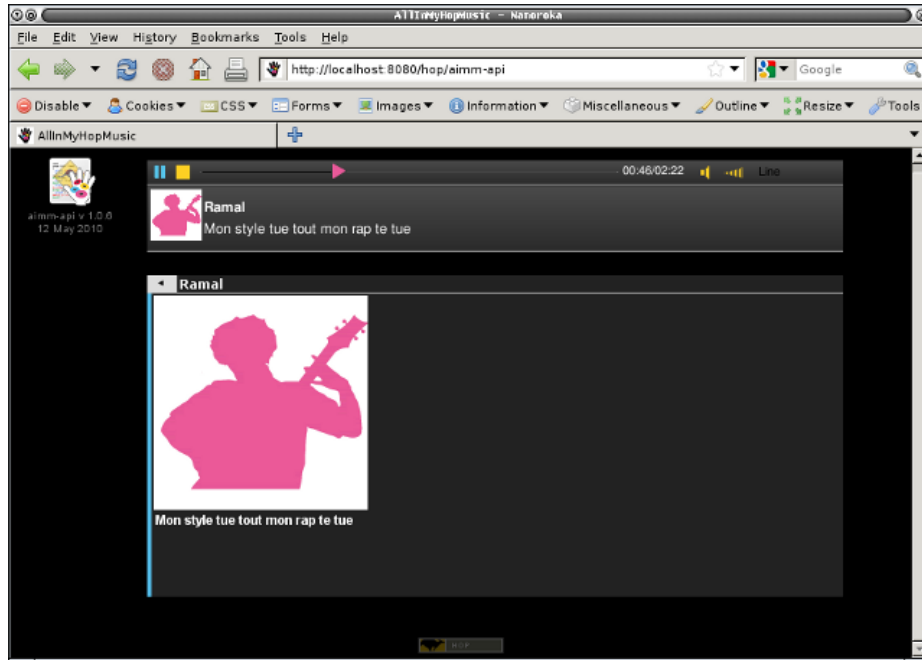 AllInMyHopMusic - Namoroka
File Edit View History Bookmarks Tools Help
http://localhost:8080/hop/aimm-api
Google
Disable Cookies CSS Forms Images Information Miscellaneous Outline Resize Tools
AllInMyHopMusic
00:46/02:22 Line
aimm-api v 1.0.0
12 May 2010
Ramal
Mon style tue tout mon rap te tue
Ramal
Mon style tue tout mon rap te tue
HOP